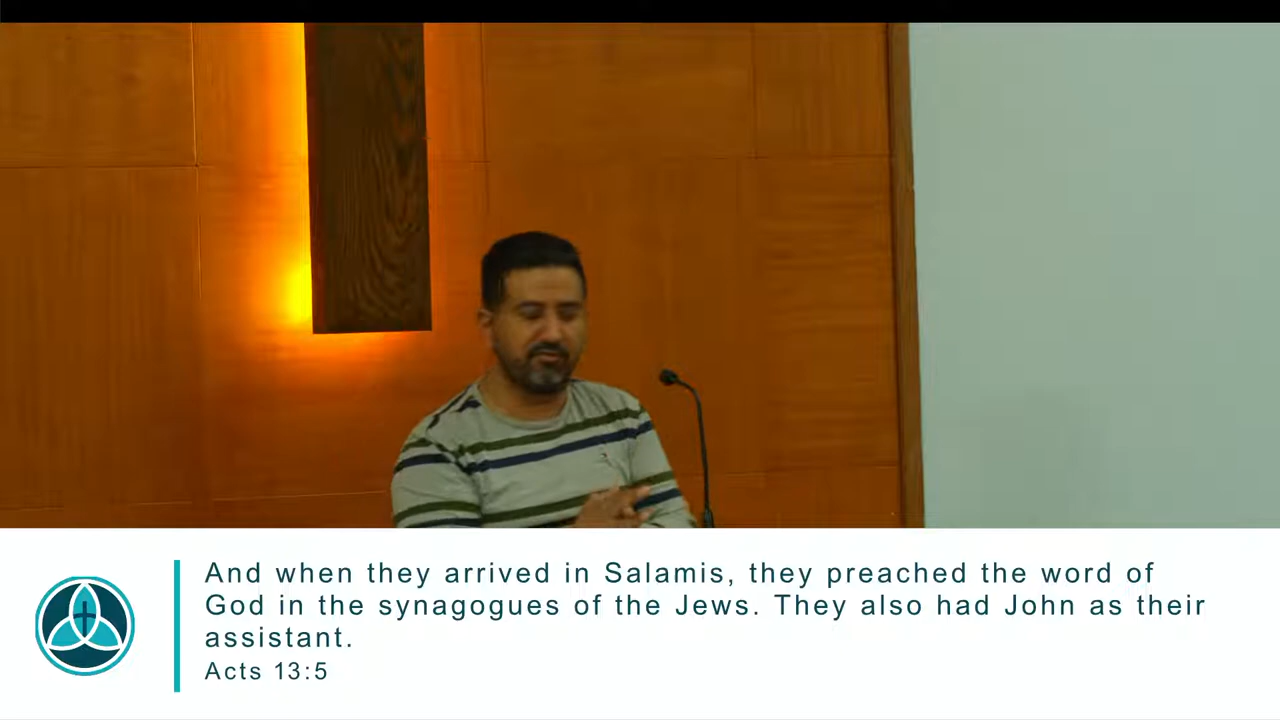 And when they arrived in Salamis, they preached the word of
God in the synagogues of the Jews. They also had John as their
assistant.
Acts 13:5